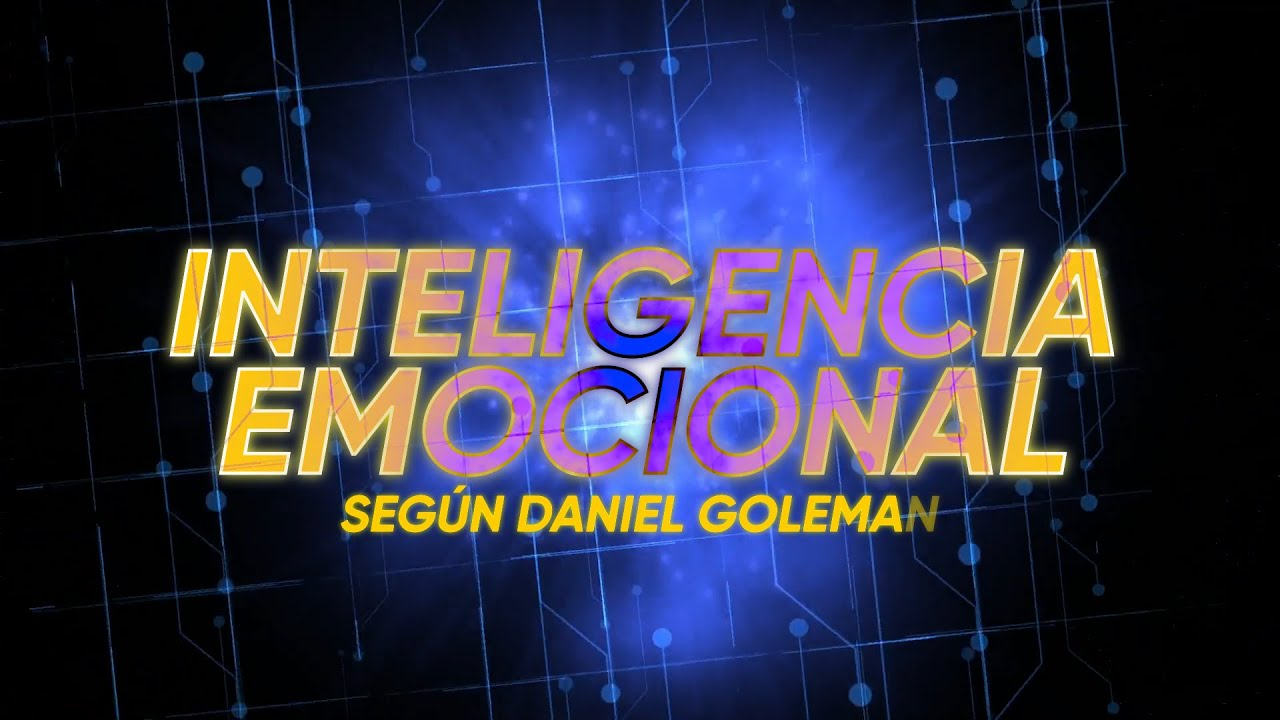 INTELIGENCIA
EMOCIONAL
SEGÚN DANIEL GOLEMAN